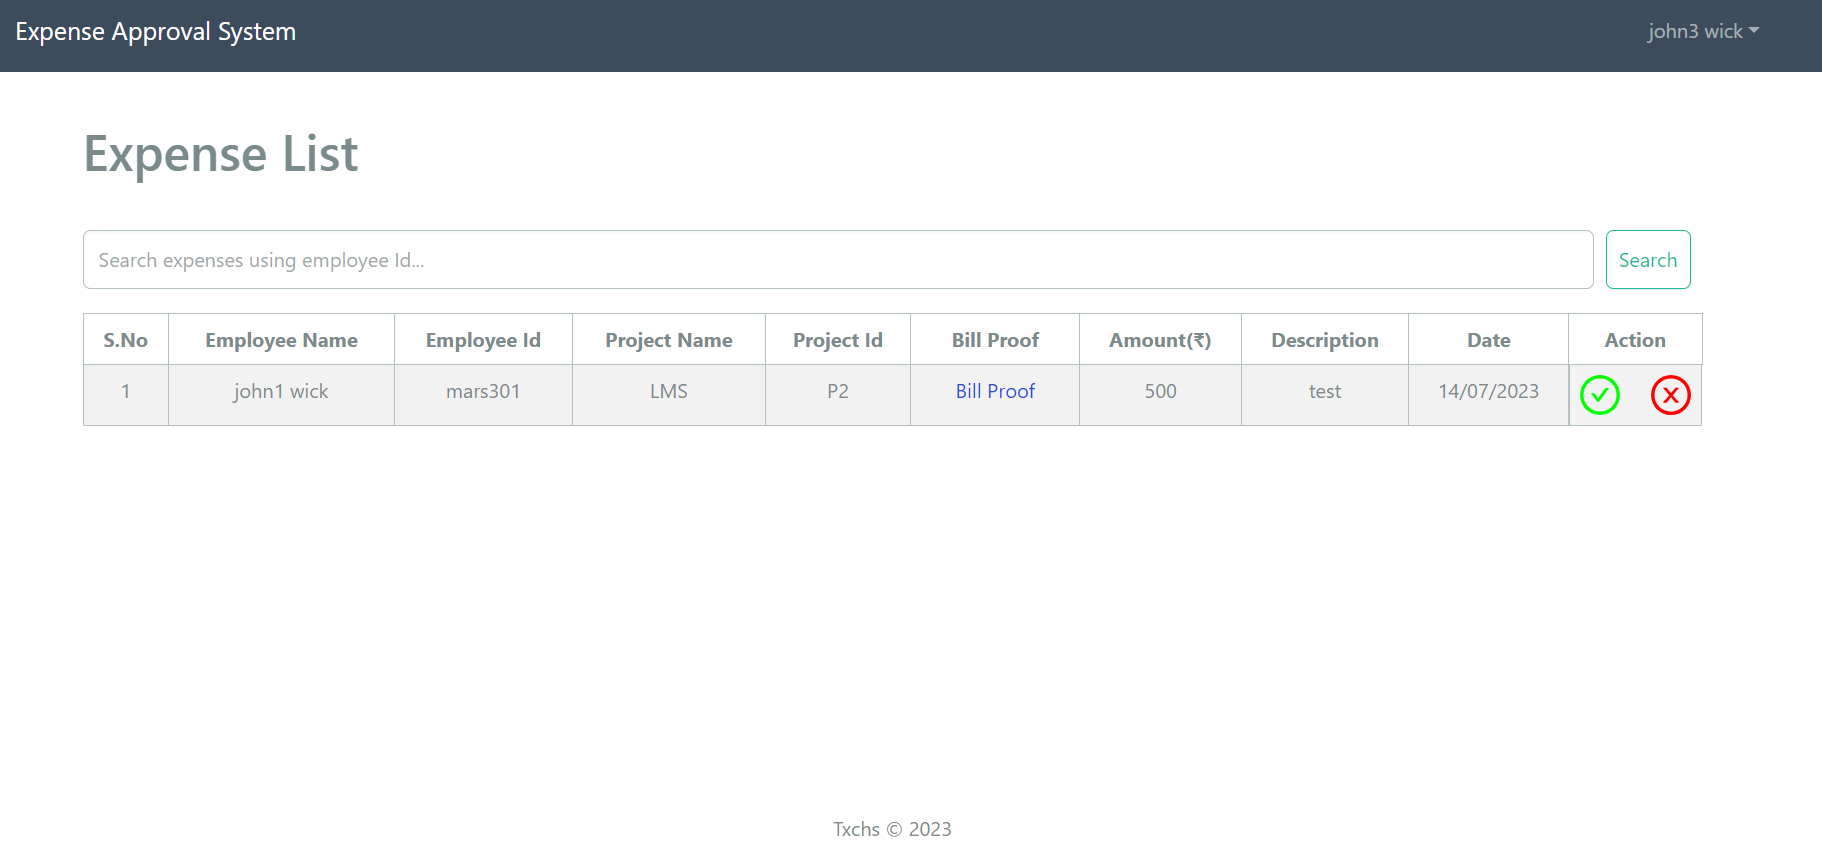 Expense Approval System john3 wick
Expense List
Search expenses using employee Id... Search
S.No Employee Name Employee Id Project Name Project Id Bill Proof Amount(₹) Description Date Action
1 john1 wick mars301 LMS P2 Bill Proof 500 test 14/07/2023
Txchs © 2023